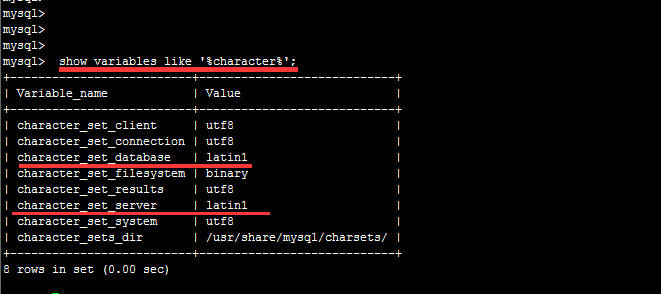 mysql>
mysql>
mysql>
mysql> show variables like '%character%';
+--------------------------+----------------------------+
| Variable_name | Value |
+--------------------------+----------------------------+
| character_set_client | utf8 |
| character_set_connection | utf8 |
| character_set_database | latin1 |
| character_set_filesystem | binary |
| character_set_results | utf8 |
| character_set_server | latin1 |
| character_set_system | utf8 |
| character_sets_dir | /usr/share/mysql/charsets/ |
+--------------------------+----------------------------+
8 rows in set (0.00 sec)